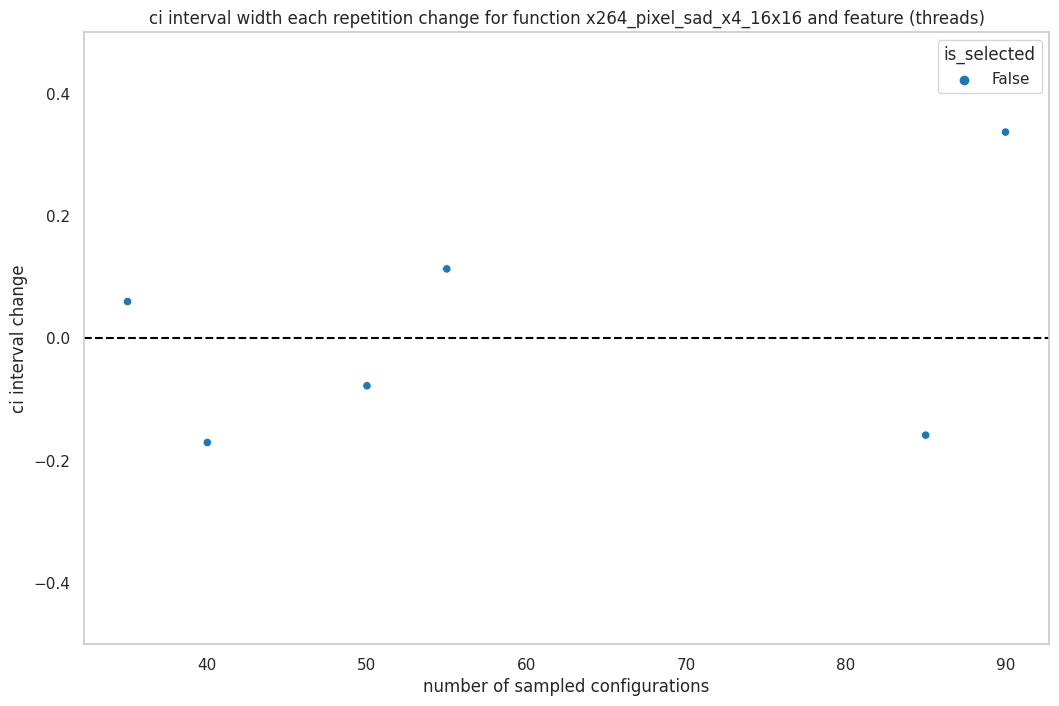 ci interval width each repetition change for function x264_pixel_sad_x4_16x16 and feature (threads)
is_selected
False
0.4
0.2
0.0
−0.2
−0.4
ci interval change
40 50 60 70 80 90
number of sampled configurations